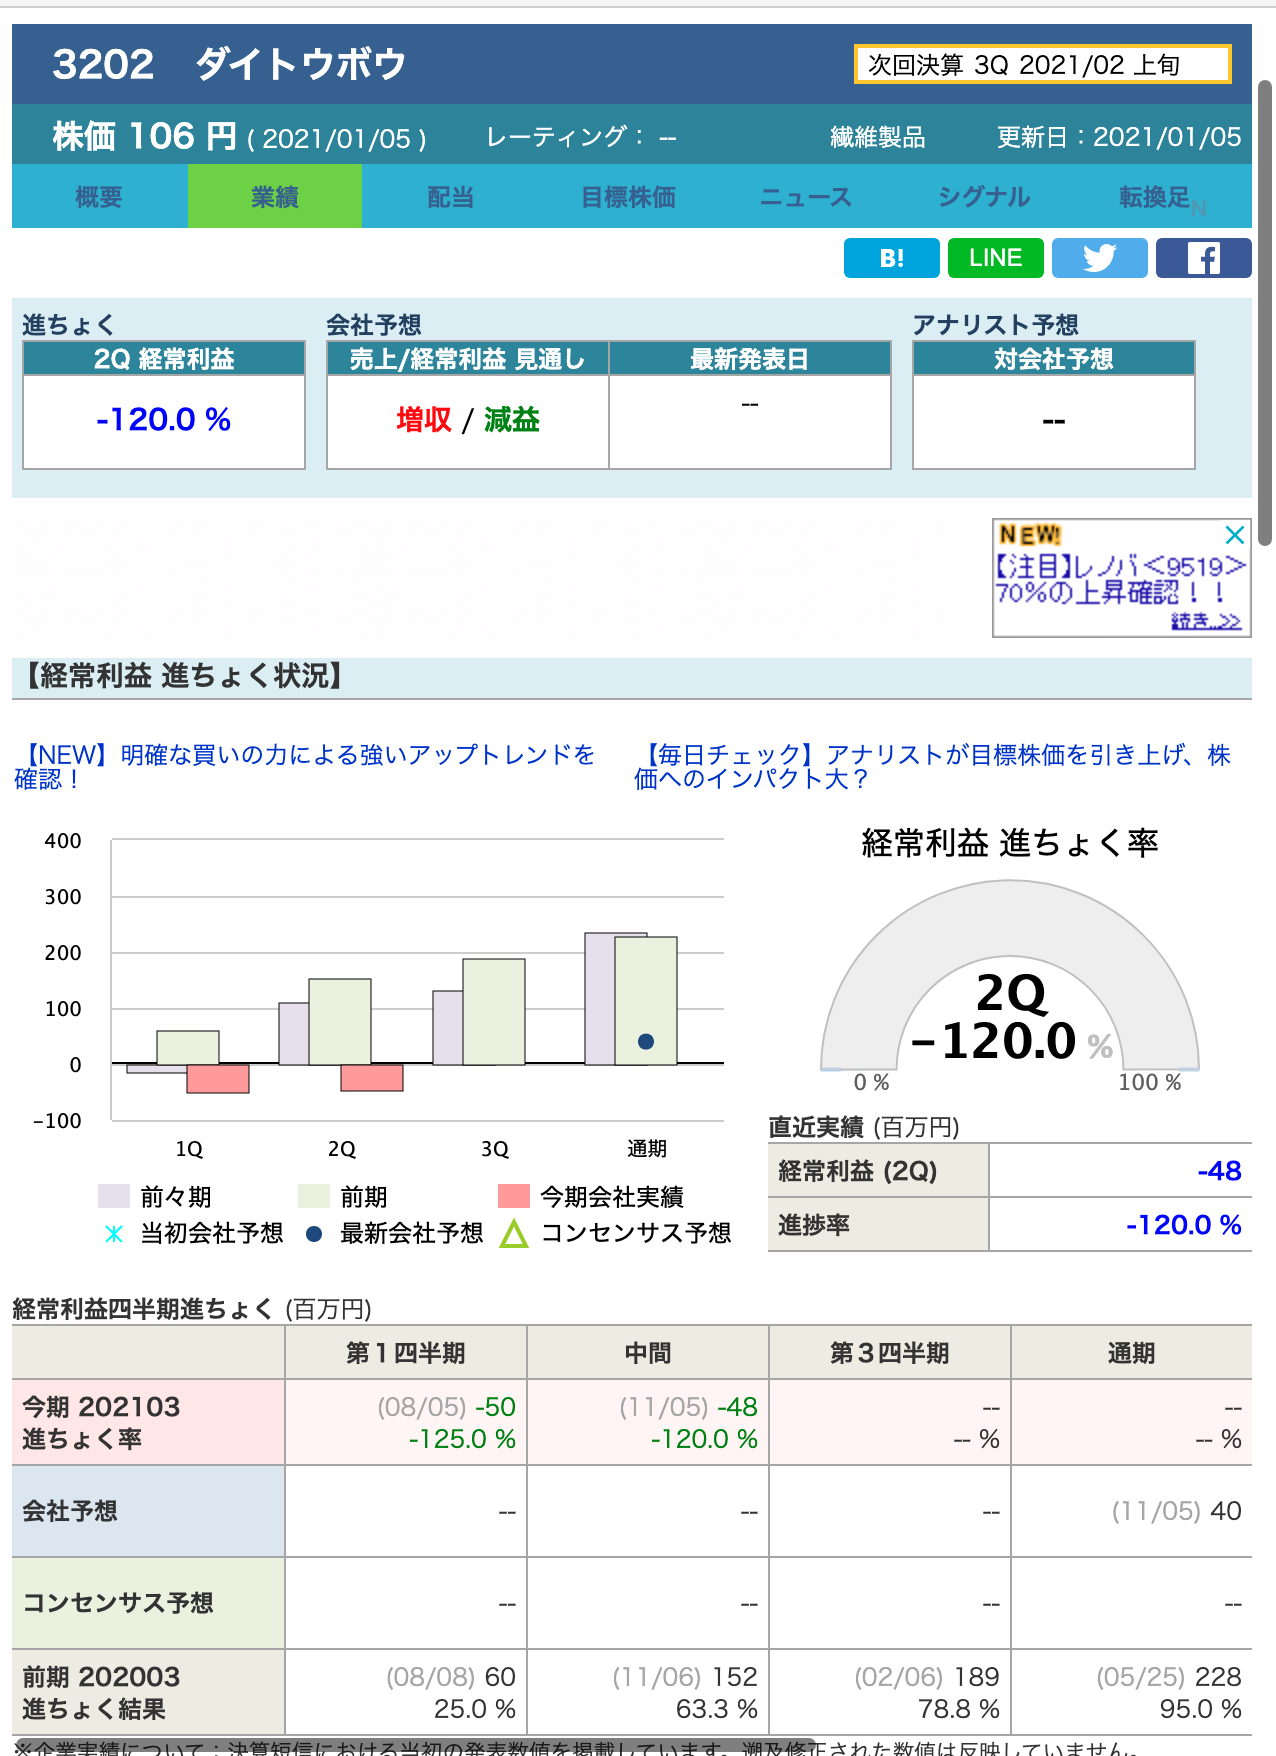 3202 ダイトウボウ
次回決算 3Q 2021/02 上旬
株価 106 円 ( 2021/01/05 ) レーティング： -- 繊維製品 更新日：2021/01/05
概要 業績 配当 目標株価 ニュース シグナル 転換足 N
B! LINE
進ちょく 会社予想 アナリスト予想
2Q 経常利益 売上/経常利益 見通し 最新発表日 対会社予想
-120.0 % 増収 / 減益 -- --
NEW!
【注目】レノバ<9519>
70%の上昇確認！！
続き..>>
【経常利益 進ちょく状況】
【NEW】明確な買いの力による強いアップトレンドを
確認！
【毎日チェック】アナリストが目標株価を引き上げ、株
価へのインパクト大？
400
300
200
100
0
-100
1Q 2Q 3Q 通期
前々期 前期 今期会社実績
当初会社予想 最新会社予想 コンセンサス予想
経常利益 進ちょく率
2Q
-120.0 %
0 % 100 %
直近実績 (百万円)
経常利益 (2Q) -48
進捗率 -120.0 %
経常利益四半期進ちょく (百万円)
第１四半期 中間 第３四半期 通期
今期 202103 (08/05) -50 (11/05) -48 -- --
進ちょく率 -125.0 % -120.0 % -- % -- %
会社予想 -- -- -- (11/05) 40
コンセンサス予想 -- -- -- --
前期 202003 (08/08) 60 (11/06) 152 (02/06) 189 (05/25) 228
進ちょく結果 25.0 % 63.3 % 78.8 % 95.0 %
※企業実績について：決算短信における当初の発表数値を掲載しています。遡及修正された数値は反映していません。